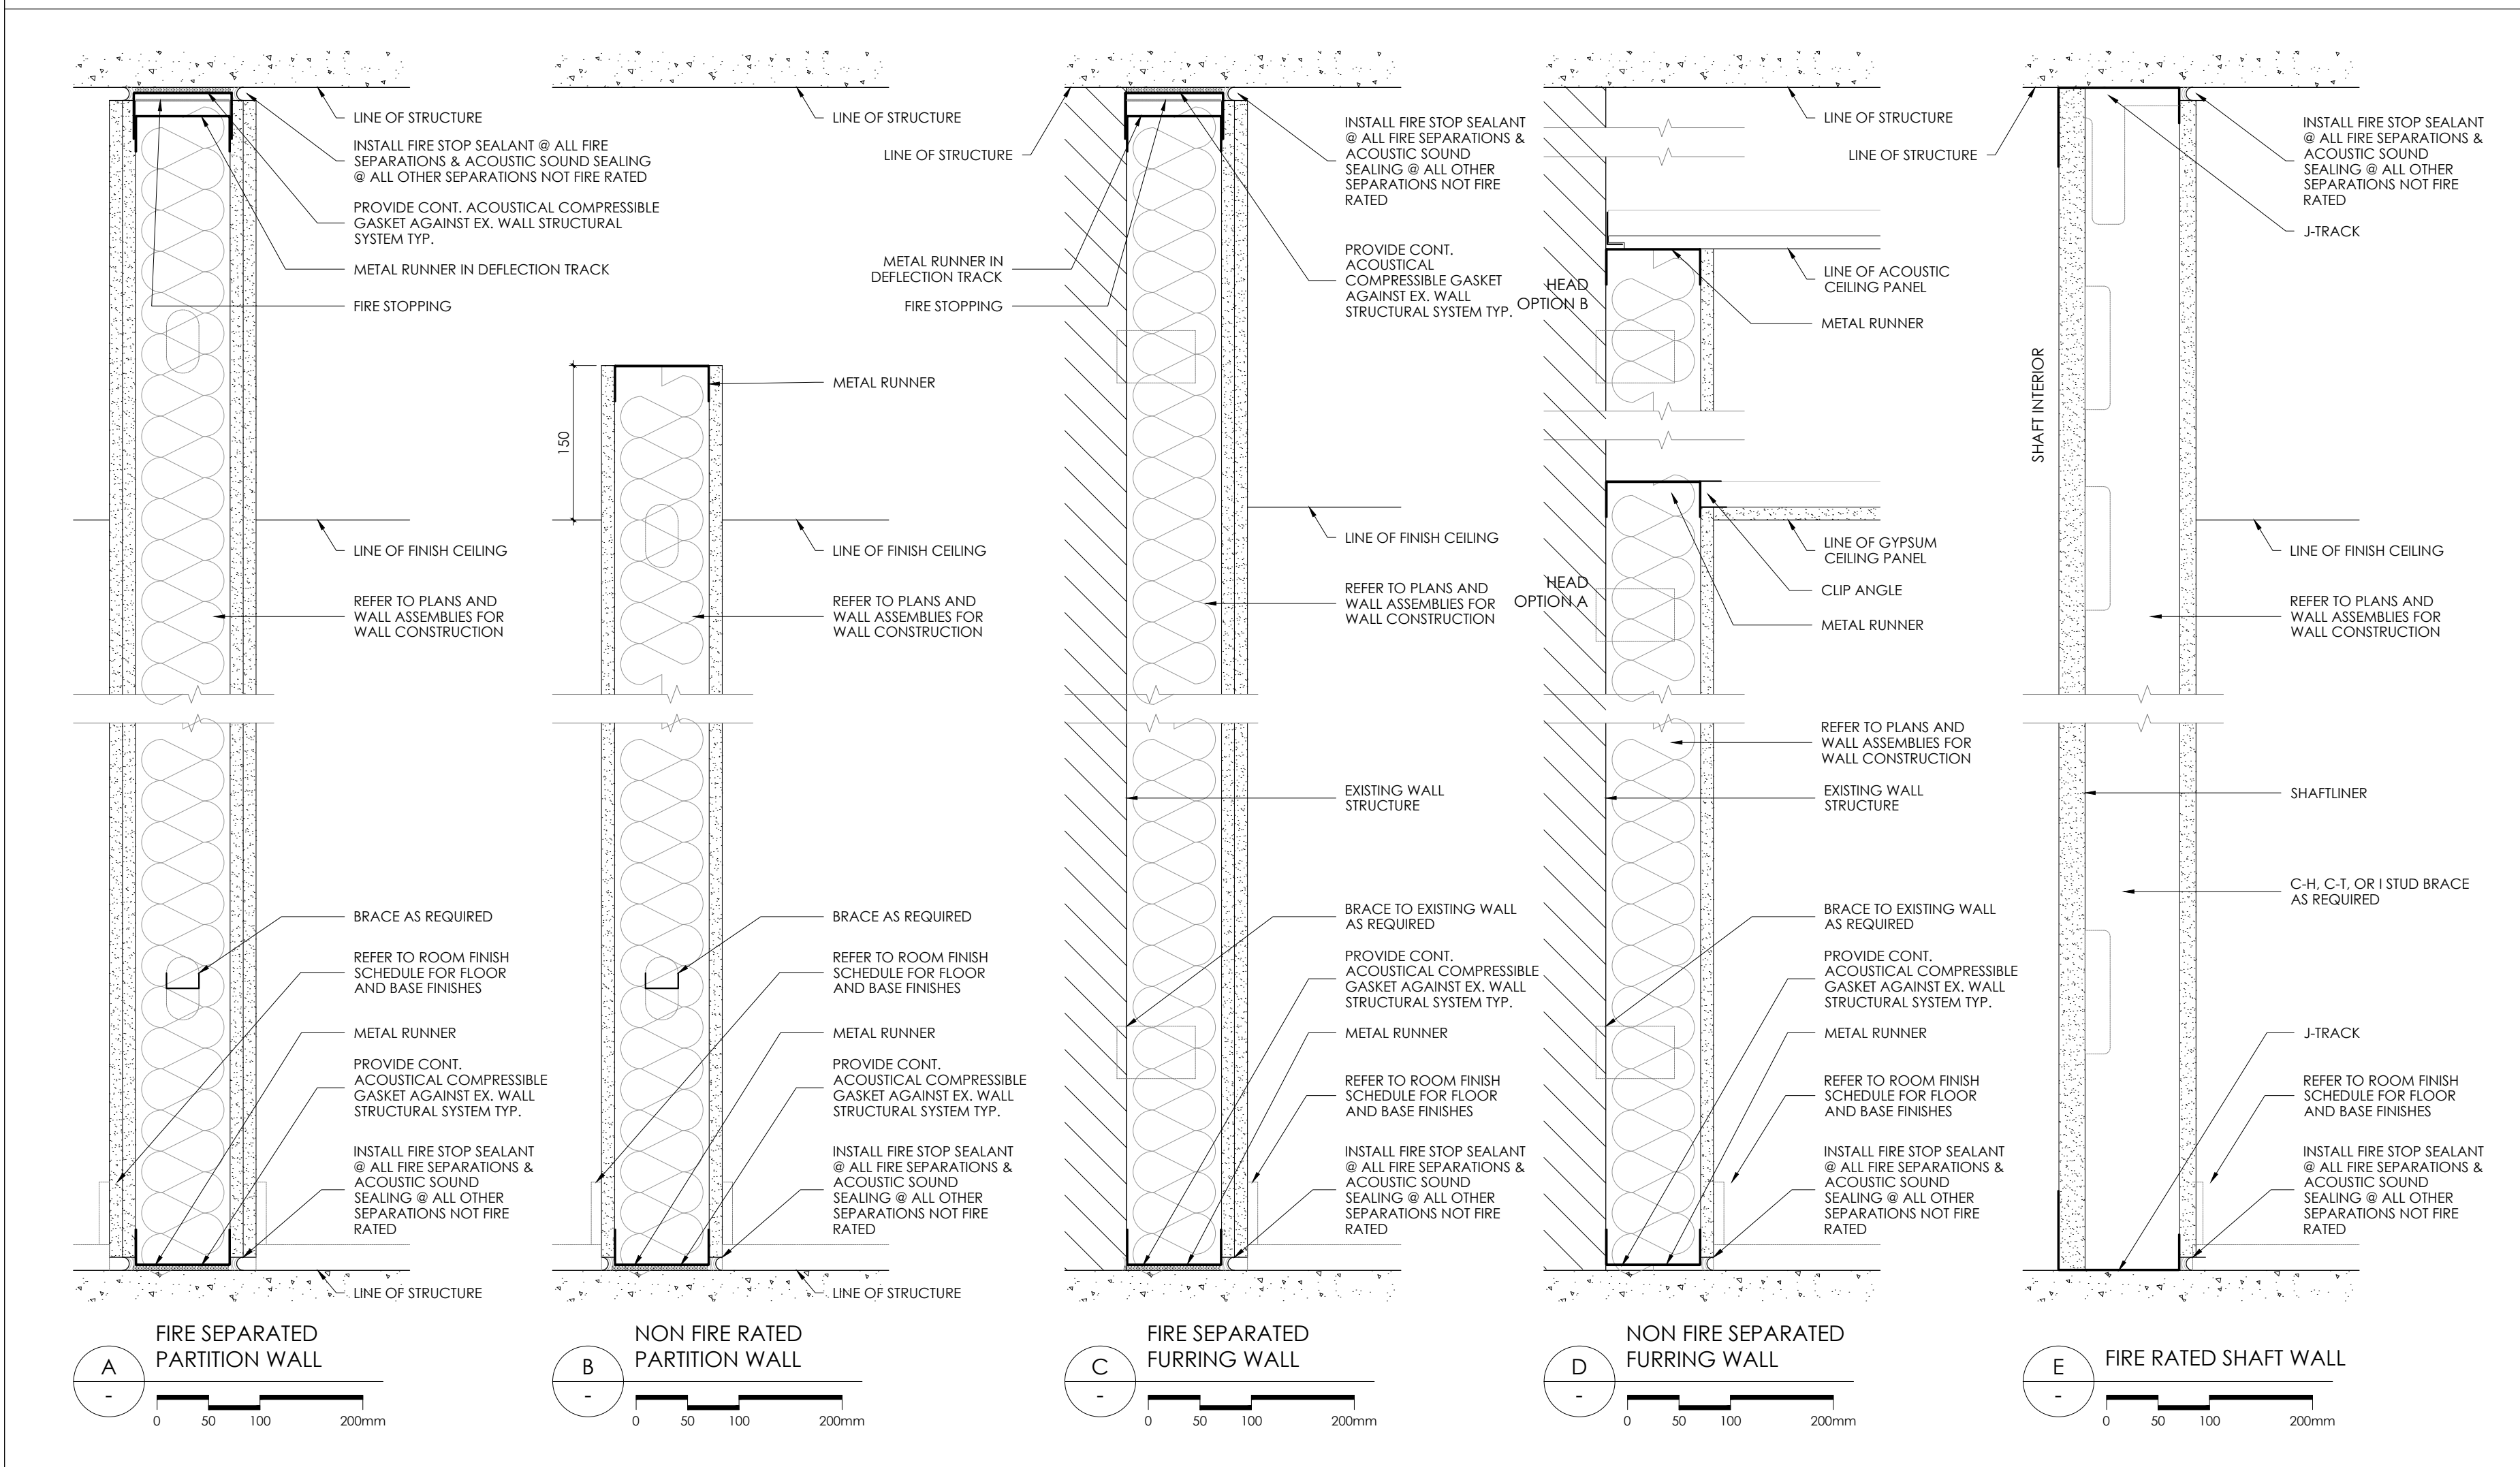 LINE OF STRUCTURE
INSTALL FIRE STOP SEALANT @ ALL FIRE
SEPARATIONS & ACOUSTIC SOUND SEALING
@ ALL OTHER SEPARATIONS NOT FIRE RATED
PROVIDE CONT. ACOUSTICAL COMPRESSIBLE
GASKET AGAINST EX. WALL STRUCTURAL
SYSTEM TYP.
METAL RUNNER IN DEFLECTION TRACK
FIRE STOPPING
LINE OF FINISH CEILING
REFER TO PLANS AND
WALL ASSEMBLIES FOR
WALL CONSTRUCTION
BRACE AS REQUIRED
REFER TO ROOM FINISH
SCHEDULE FOR FLOOR
AND BASE FINISHES
METAL RUNNER
PROVIDE CONT.
ACOUSTICAL COMPRESSIBLE
GASKET AGAINST EX. WALL
STRUCTURAL SYSTEM TYP.
INSTALL FIRE STOP SEALANT
@ ALL FIRE SEPARATIONS &
ACOUSTIC SOUND
SEALING @ ALL OTHER
SEPARATIONS NOT FIRE
RATED
LINE OF STRUCTURE
A
-
FIRE SEPARATED
PARTITION WALL
0 50 100 200mm
LINE OF STRUCTURE
METAL RUNNER
150
LINE OF FINISH CEILING
REFER TO PLANS AND
WALL ASSEMBLIES FOR
WALL CONSTRUCTION
BRACE AS REQUIRED
REFER TO ROOM FINISH
SCHEDULE FOR FLOOR
AND BASE FINISHES
METAL RUNNER
PROVIDE CONT.
ACOUSTICAL COMPRESSIBLE
GASKET AGAINST EX. WALL
STRUCTURAL SYSTEM TYP.
INSTALL FIRE STOP SEALANT
@ ALL FIRE SEPARATIONS &
ACOUSTIC SOUND
SEALING @ ALL OTHER
SEPARATIONS NOT FIRE
RATED
LINE OF STRUCTURE
B
-
NON FIRE RATED
PARTITION WALL
0 50 100 200mm
LINE OF STRUCTURE
METAL RUNNER IN
DEFLECTION TRACK
FIRE STOPPING
INSTALL FIRE STOP SEALANT
@ ALL FIRE SEPARATIONS &
ACOUSTIC SOUND
SEALING @ ALL OTHER
SEPARATIONS NOT FIRE
RATED
PROVIDE CONT.
ACOUSTICAL
COMPRESSIBLE GASKET
AGAINST EX. WALL
STRUCTURAL SYSTEM TYP.
LINE OF FINISH CEILING
REFER TO PLANS AND
WALL ASSEMBLIES FOR
WALL CONSTRUCTION
EXISTING WALL
STRUCTURE
BRACE TO EXISTING WALL
AS REQUIRED
PROVIDE CONT.
ACOUSTICAL COMPRESSIBLE
GASKET AGAINST EX. WALL
STRUCTURAL SYSTEM TYP.
METAL RUNNER
REFER TO ROOM FINISH
SCHEDULE FOR FLOOR
AND BASE FINISHES
INSTALL FIRE STOP SEALANT
@ ALL FIRE SEPARATIONS &
ACOUSTIC SOUND
SEALING @ ALL OTHER
SEPARATIONS NOT FIRE
RATED
C
-
FIRE SEPARATED
FURRING WALL
0 50 100 200mm
LINE OF STRUCTURE
HEAD
OPTION B
LINE OF ACOUSTIC
CEILING PANEL
METAL RUNNER
HEAD
OPTION A
LINE OF GYPSUM
CEILING PANEL
CLIP ANGLE
METAL RUNNER
REFER TO PLANS AND
WALL ASSEMBLIES FOR
WALL CONSTRUCTION
EXISTING WALL
STRUCTURE
BRACE TO EXISTING WALL
AS REQUIRED
PROVIDE CONT.
ACOUSTICAL COMPRESSIBLE
GASKET AGAINST EX. WALL
STRUCTURAL SYSTEM TYP.
METAL RUNNER
REFER TO ROOM FINISH
SCHEDULE FOR FLOOR
AND BASE FINISHES
INSTALL FIRE STOP SEALANT
@ ALL FIRE SEPARATIONS &
ACOUSTIC SOUND
SEALING @ ALL OTHER
SEPARATIONS NOT FIRE
RATED
D
-
NON FIRE SEPARATED
FURRING WALL
0 50 100 200mm
LINE OF STRUCTURE
INSTALL FIRE STOP SEALANT
@ ALL FIRE SEPARATIONS &
ACOUSTIC SOUND
SEALING @ ALL OTHER
SEPARATIONS NOT FIRE
RATED
J-TRACK
SHAFT INTERIOR
LINE OF FINISH CEILING
REFER TO PLANS AND
WALL ASSEMBLIES FOR
WALL CONSTRUCTION
SHAFTLINER
C-H, C-T, OR I STUD BRACE
AS REQUIRED
J-TRACK
REFER TO ROOM FINISH
SCHEDULE FOR FLOOR
AND BASE FINISHES
INSTALL FIRE STOP SEALANT
@ ALL FIRE SEPARATIONS &
ACOUSTIC SOUND
SEALING @ ALL OTHER
SEPARATIONS NOT FIRE
RATED
E
-
FIRE RATED SHAFT WALL
0 50 100 200mm